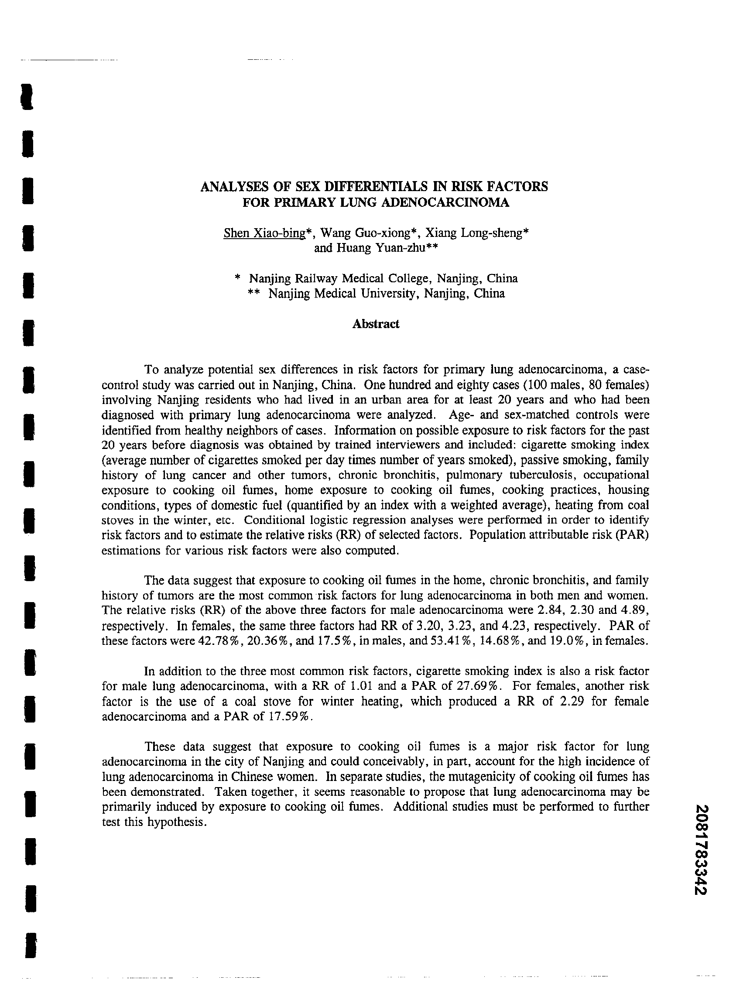 ANALYSES OF SEX DIFFERENTIALS IN RISK FACTORS
FOR PRIMARY LUNG ADENOCARCINOMA
Shen Xiao-bing*, Wang Guo-xiong*, Xiang Long-sheng*
and Huang Yuan-zhu**
* Nanjing Railway Medical College, Nanjing, China
** Nanjing Medical University, Nanjing, China
Abstract
To analyze potential sex differences in risk factors for primary lung adenocarcinoma, a case-
control study was carried out in Nanjing, China. One hundred and eighty cases (100 males, 80 females)
involving Nanjing residents who had lived in an urban area for at least 20 years and who had been
diagnosed with primary lung adenocarcinoma were analyzed. Age- and sex-matched controls were
identified from healthy neighbors of cases. Information on possible exposure to risk factors for the past
20 years before diagnosis was obtained by trained interviewers and included: cigarette smoking index
(average number of cigarettes smoked per day times number of years smoked), passive smoking, family
history of lung cancer and other tumors, chronic bronchitis, pulmonary tuberculosis, occupational
exposure to cooking oil fumes, home exposure to cooking oil fumes, cooking practices, housing
conditions, types of domestic fuel (quantified by an index with a weighted average), heating from coal
stoves in the winter, etc. Conditional logistic regression analyses were performed in order to identify
risk factors and to estimate the relative risks (RR) of selected factors. Population attributable risk (PAR)
estimations for various risk factors were also computed.
The data suggest that exposure to cooking oil fumes in the home, chronic bronchitis, and family
history of tumors are the most common risk factors for lung adenocarcinoma in both men and women.
The relative risks (RR) of the above three factors for male adenocarcinoma were 2.84, 2.30 and 4.89,
respectively. In females, the same three factors had RR of 3.20, 3.23, and 4.23, respectively. PAR of
these factors were 42.78%, 20.36%, and 17.5%, in males, and 53.41%, 14.68%, and 19.0%, in females.
In addition to the three most common risk factors, cigarette smoking index is also a risk factor
for male lung adenocarcinoma, with a RR of 1.01 and a PAR of 27.69%. For females, another risk
factor is the use of a coal stove for winter heating, which produced a RR of 2.29 for female
adenocarcinoma and a PAR of 17.59%.
These data suggest that exposure to cooking oil fumes is a major risk factor for lung
adenocarcinoma in the city of Nanjing and could conceivably, in part, account for the high incidence of
lung adenocarcinoma in Chinese women. In separate studies, the mutagenicity of cooking oil fumes has
been demonstrated. Taken together, it seems reasonable to propose that lung adenocarcinoma may be
primarily induced by exposure to cooking oil fumes. Additional studies must be performed to further
test this hypothesis.
2081783342